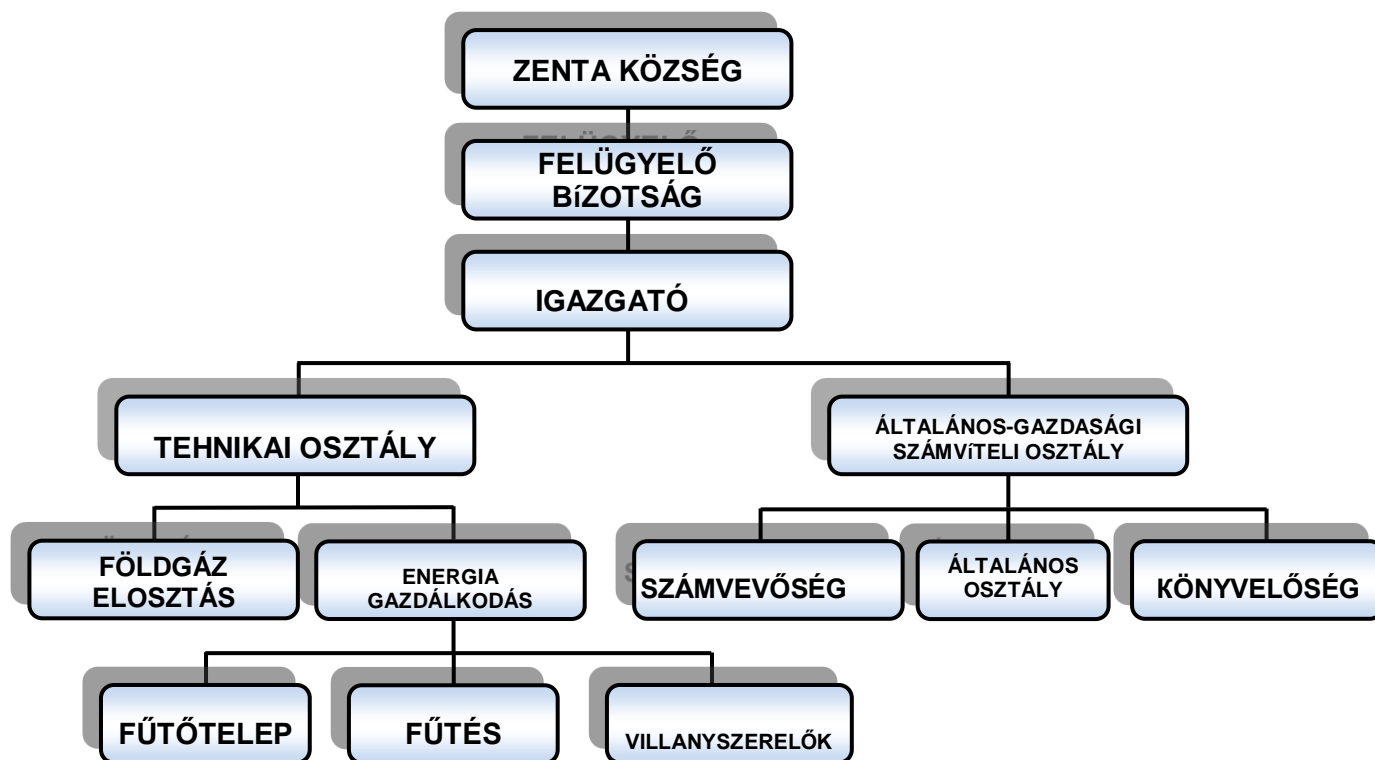 ZENTA KÖZSÉG
FELÜGYELŐ
BíZOTSÁG
IGAZGATÓ
TEHNIKAI OSZTÁLY
ÁLTALÁNOS-GAZDASÁGI
SZÁMVíTELI OSZTÁLY
FÖLDGÁZ
ELOSZTÁS
ENERGIA
GAZDÁLKODÁS
SZÁMVEVŐSÉG
ÁLTALÁNOS
OSZTÁLY
KÖNYVELŐSÉG
FŰTŐTELEP
FŰTÉS
VILLANYSZERELŐK